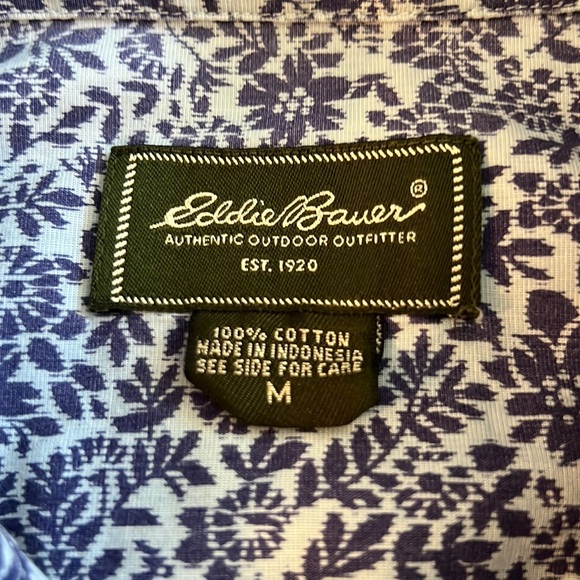 Eddie Bauer®
AUTHENTIC OUTDOOR OUTFITTER
EST. 1920
100% COTTON
MADE IN INDONESIA
SEE SIDE FOR CARE
M